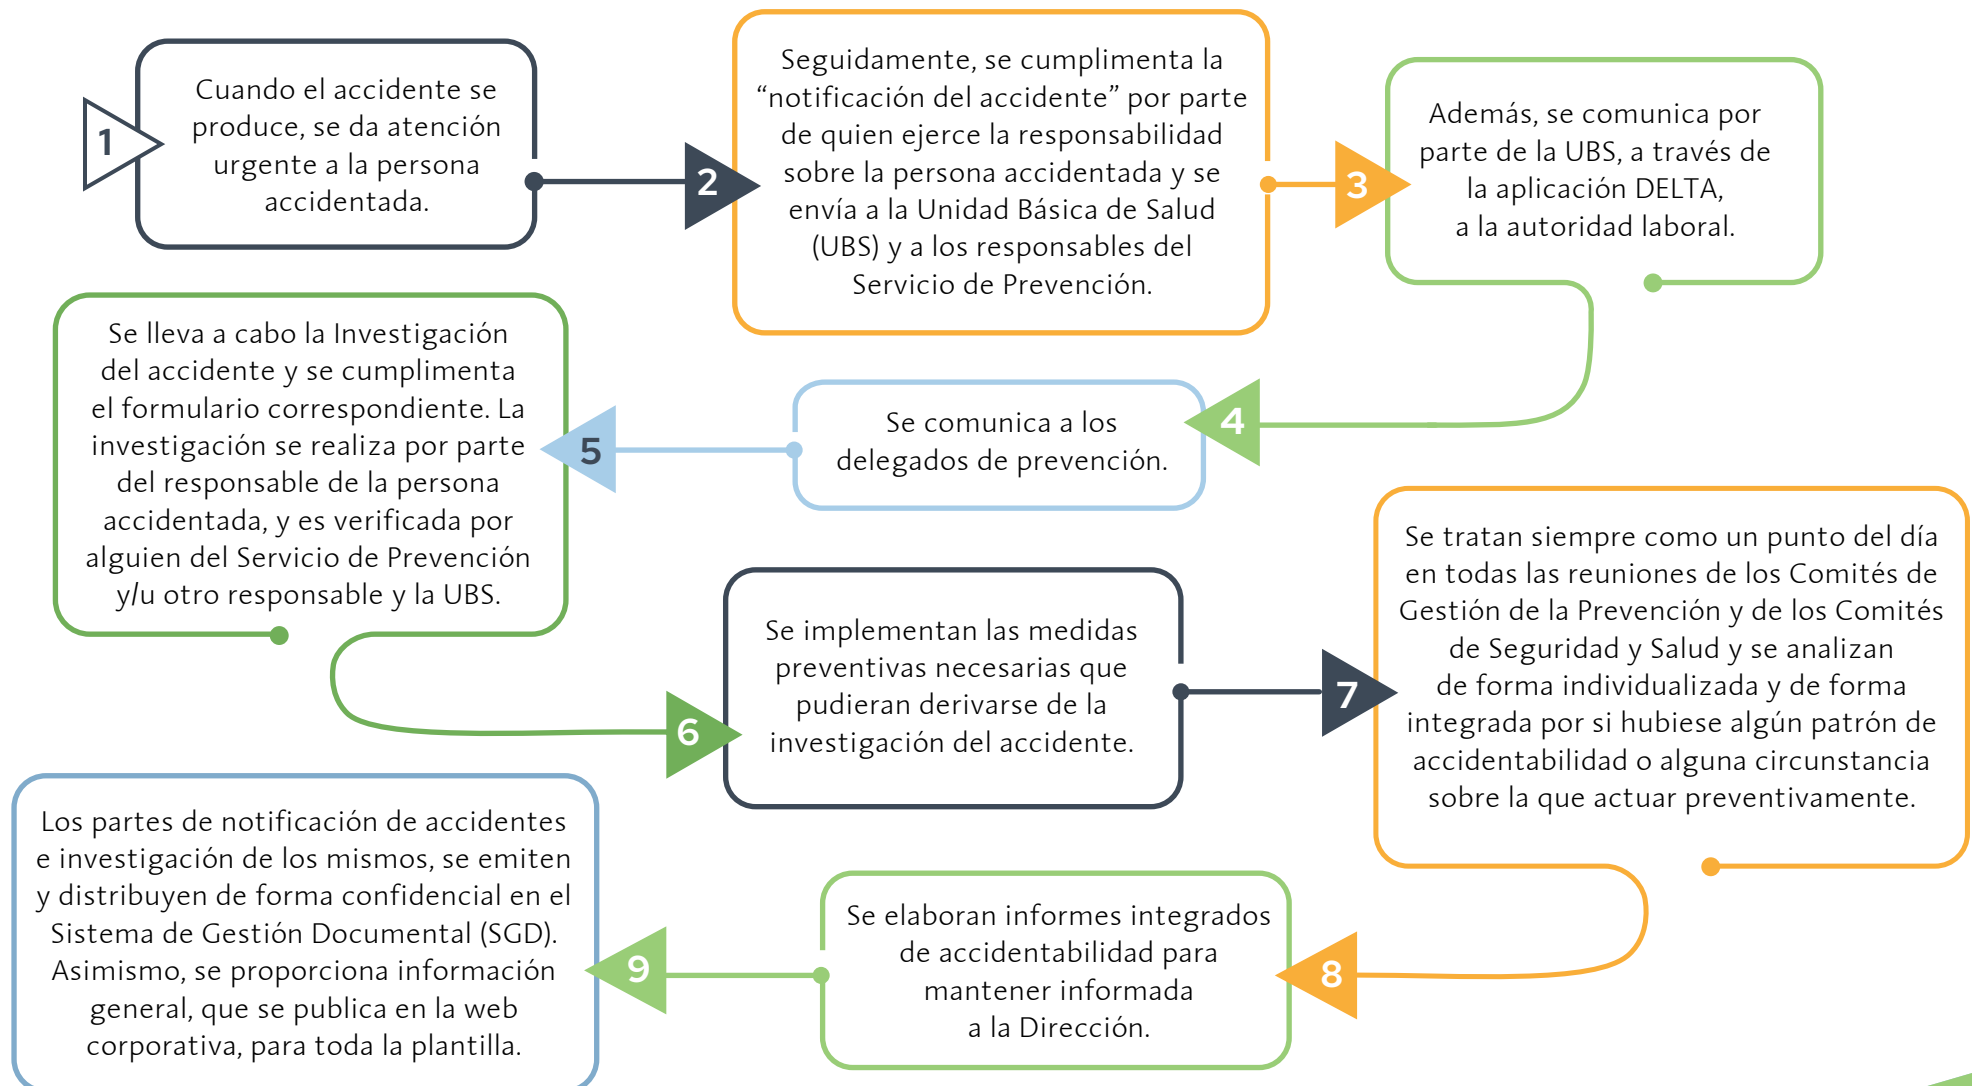 1
Cuando el accidente se
produce, se da atención
urgente a la persona
accidentada.
2
Seguidamente, se cumplimenta la
“notificación del accidente” por parte
de quien ejerce la responsabilidad
sobre la persona accidentada y se
envía a la Unidad Básica de Salud
(UBS) y a los responsables del
Servicio de Prevención.
3
Además, se comunica por
parte de la UBS, a través de
la aplicación DELTA,
a la autoridad laboral.
4
Se comunica a los
delegados de prevención.
5
Se lleva a cabo la Investigación
del accidente y se cumplimenta
el formulario correspondiente. La
investigación se realiza por parte
del responsable de la persona
accidentada, y es verificada por
alguien del Servicio de Prevención
y/u otro responsable y la UBS.
6
Se implementan las medidas
preventivas necesarias que
pudieran derivarse de la
investigación del accidente.
7
Se tratan siempre como un punto del día
en todas las reuniones de los Comités de
Gestión de la Prevención y de los Comités
de Seguridad y Salud y se analizan
de forma individualizada y de forma
integrada por si hubiese algún patrón de
accidentabilidad o alguna circunstancia
sobre la que actuar preventivamente.
8
Se elaboran informes integrados
de accidentabilidad para
mantener informada
a la Dirección.
9
Los partes de notificación de accidentes
e investigación de los mismos, se emiten
y distribuyen de forma confidencial en el
Sistema de Gestión Documental (SGD).
Asimismo, se proporciona información
general, que se publica en la web
corporativa, para toda la plantilla.